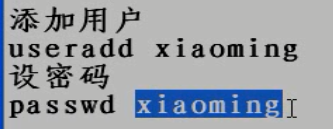 添加用户
useradd xiaoming
设密码
passwd xiaoming